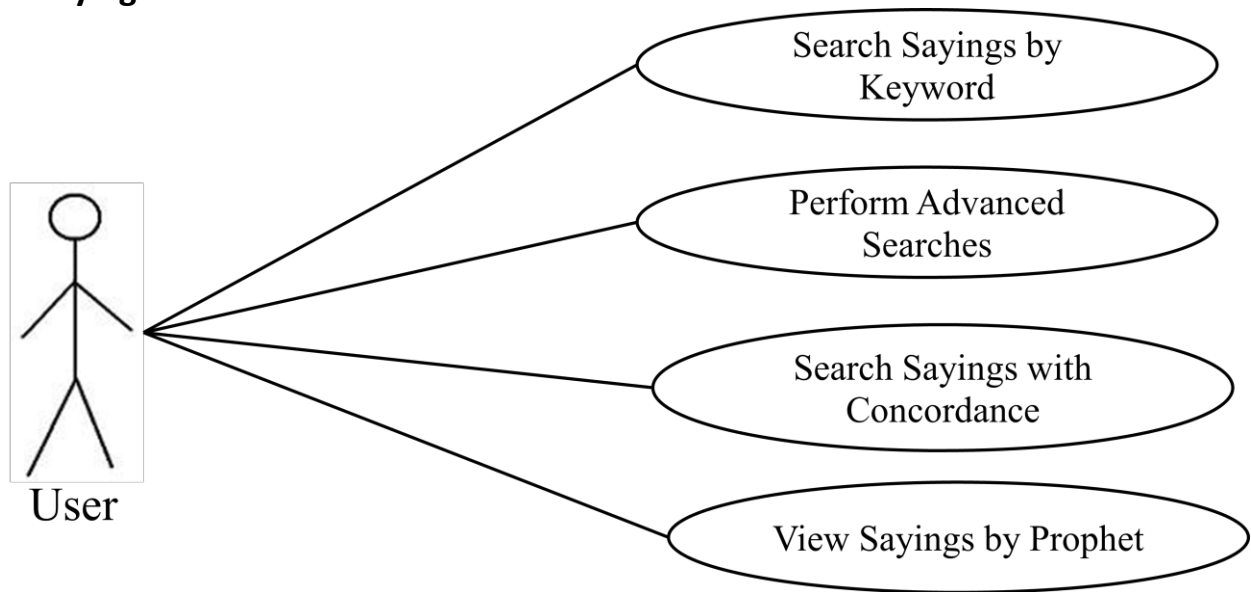 Search Sayings by
Keyword
Perform Advanced
Searches
Search Sayings with
Concordance
View Sayings by Prophet
User